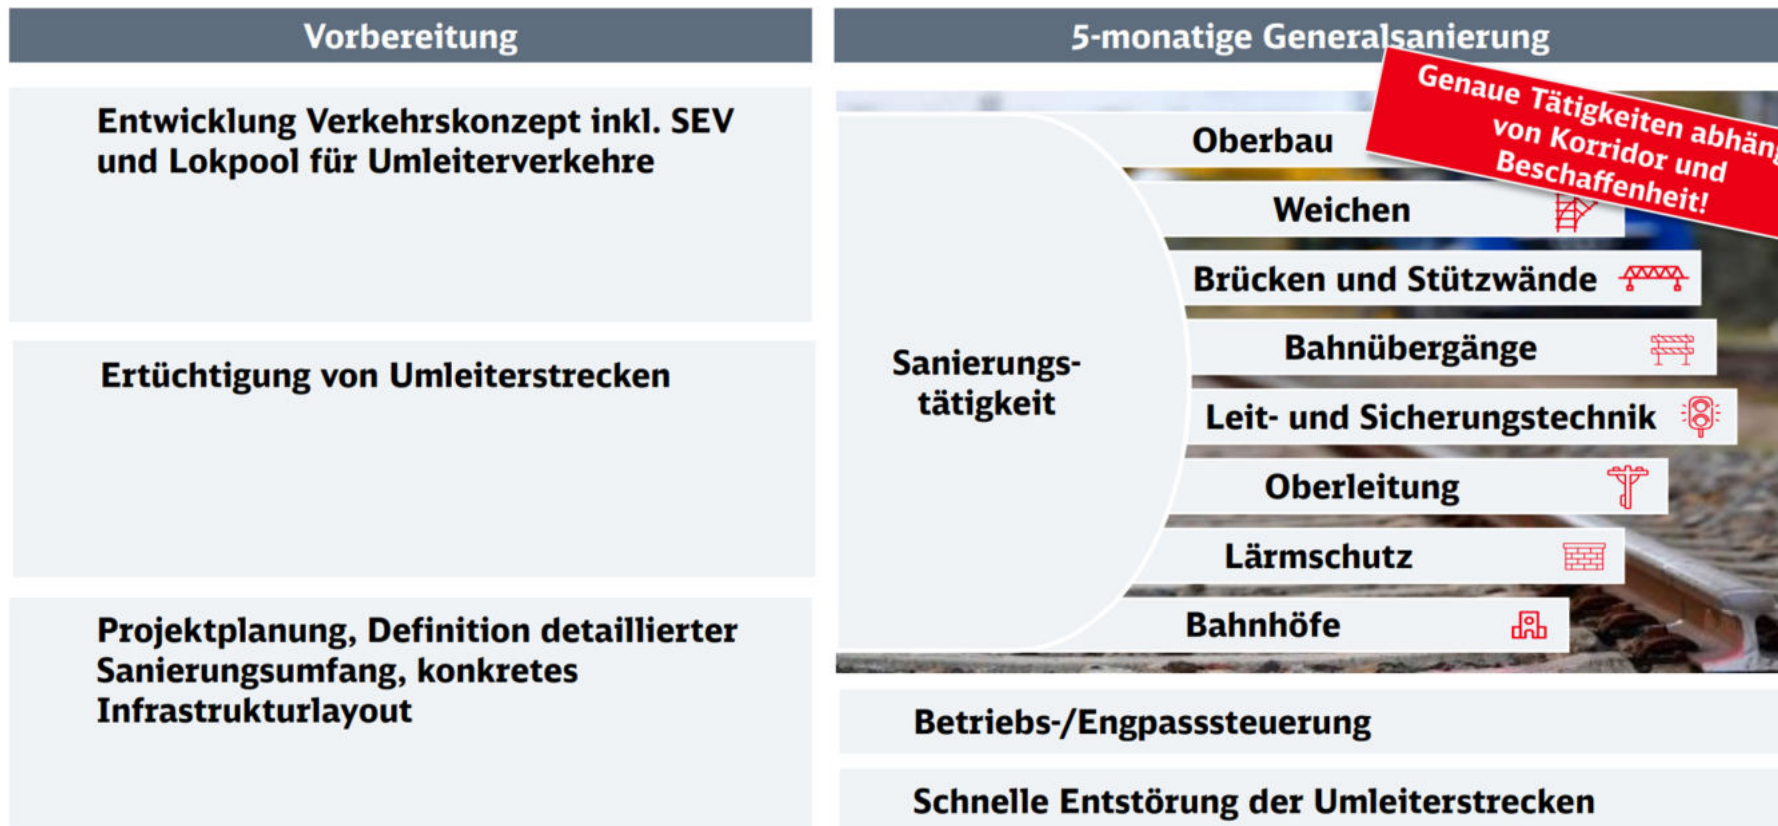 Vorbereitung
Entwicklung Verkehrskonzept inkl. SEV
und Lokpool für Umleiterverkehre
Ertüchtigung von Umleiterstrecken
Projektplanung, Definition detaillierter
Sanierungsumfang, konkretes
Infrastrukturlayout
5-monatige Generalsanierung
Genaue Tätigkeiten
von Korridor und
Beschaffenheit!
Sanierungs-
tätigkeit
Oberbau
Weichen
Brücken und Stützwände
Bahnübergänge
Leit- und Sicherungstechnik
Oberleitung
Lärmschutz
Bahnhöfe
Betriebs-/Engpasssteuerung
Schnelle Entstörung der Umleiterstrecken